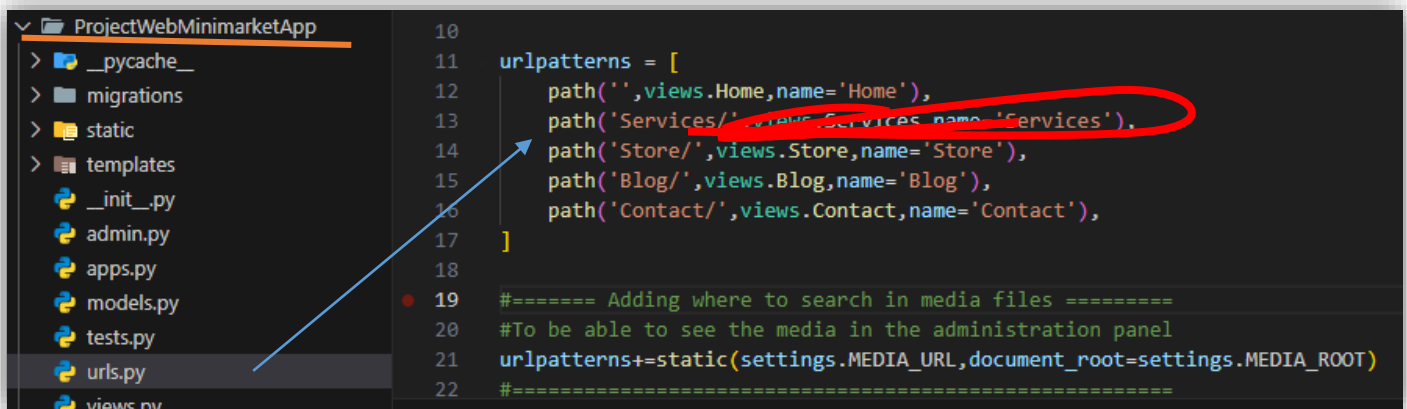 ProjectWebMinimarketApp
__pycache__
migrations
static
templates
__init__.py
admin.py
apps.py
models.py
tests.py
urls.py
views.py
10
11 urlpatterns = [
12 path('',views.Home,name='Home'),
13 path('Services/',views.Services,name='Services'),
14 path('Store/',views.Store,name='Store'),
15 path('Blog/',views.Blog,name='Blog'),
16 path('Contact/',views.Contact,name='Contact'),
17 ]
18
19 #======= Adding where to search in media files =========
20 #To be able to see the media in the administration panel
21 urlpatterns+=static(settings.MEDIA_URL,document_root=settings.MEDIA_ROOT)
22 #=======================================================